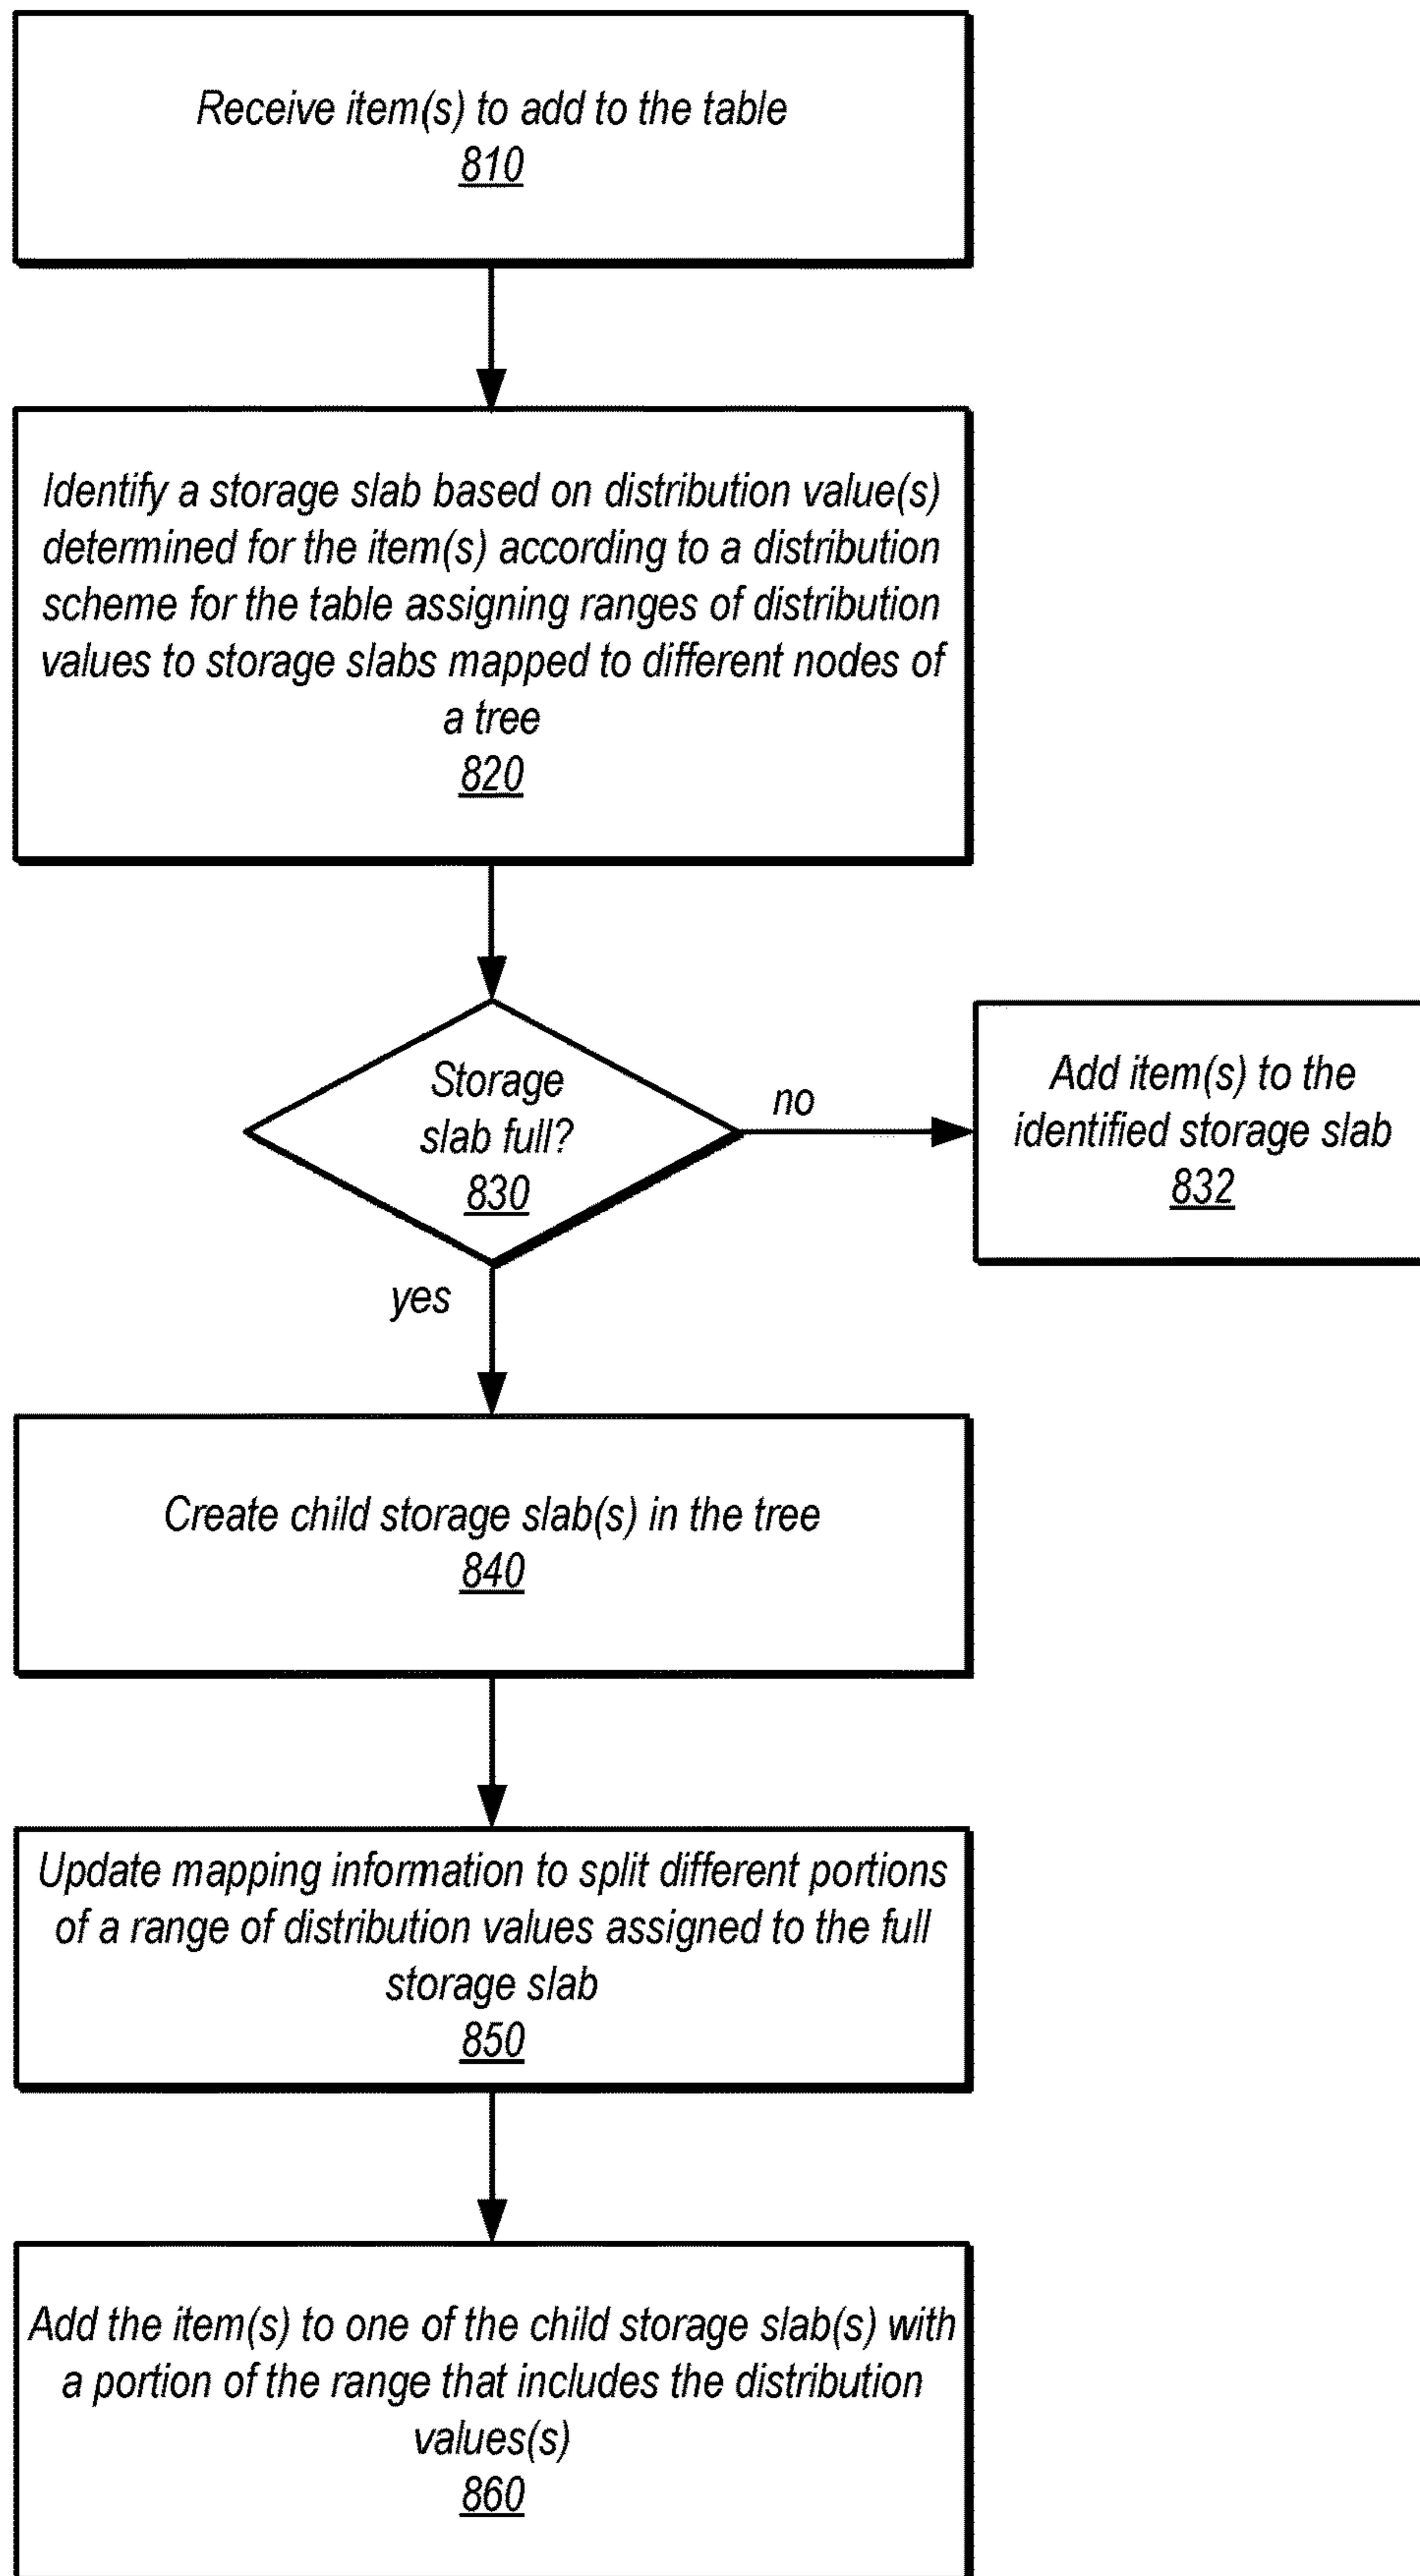 Receive item(s) to add to the table
810
Identify a storage slab based on distribution value(s)
determined for the item(s) according to a distribution
scheme for the table assigning ranges of distribution
values to storage slabs mapped to different nodes of
a tree
820
Storage
slab full?
830
no
Add item(s) to the
identified storage slab
832
yes
Create child storage slab(s) in the tree
840
Update mapping information to split different portions
of a range of distribution values assigned to the full
storage slab
850
Add the item(s) to one of the child storage slab(s) with
a portion of the range that includes the distribution
values(s)
860